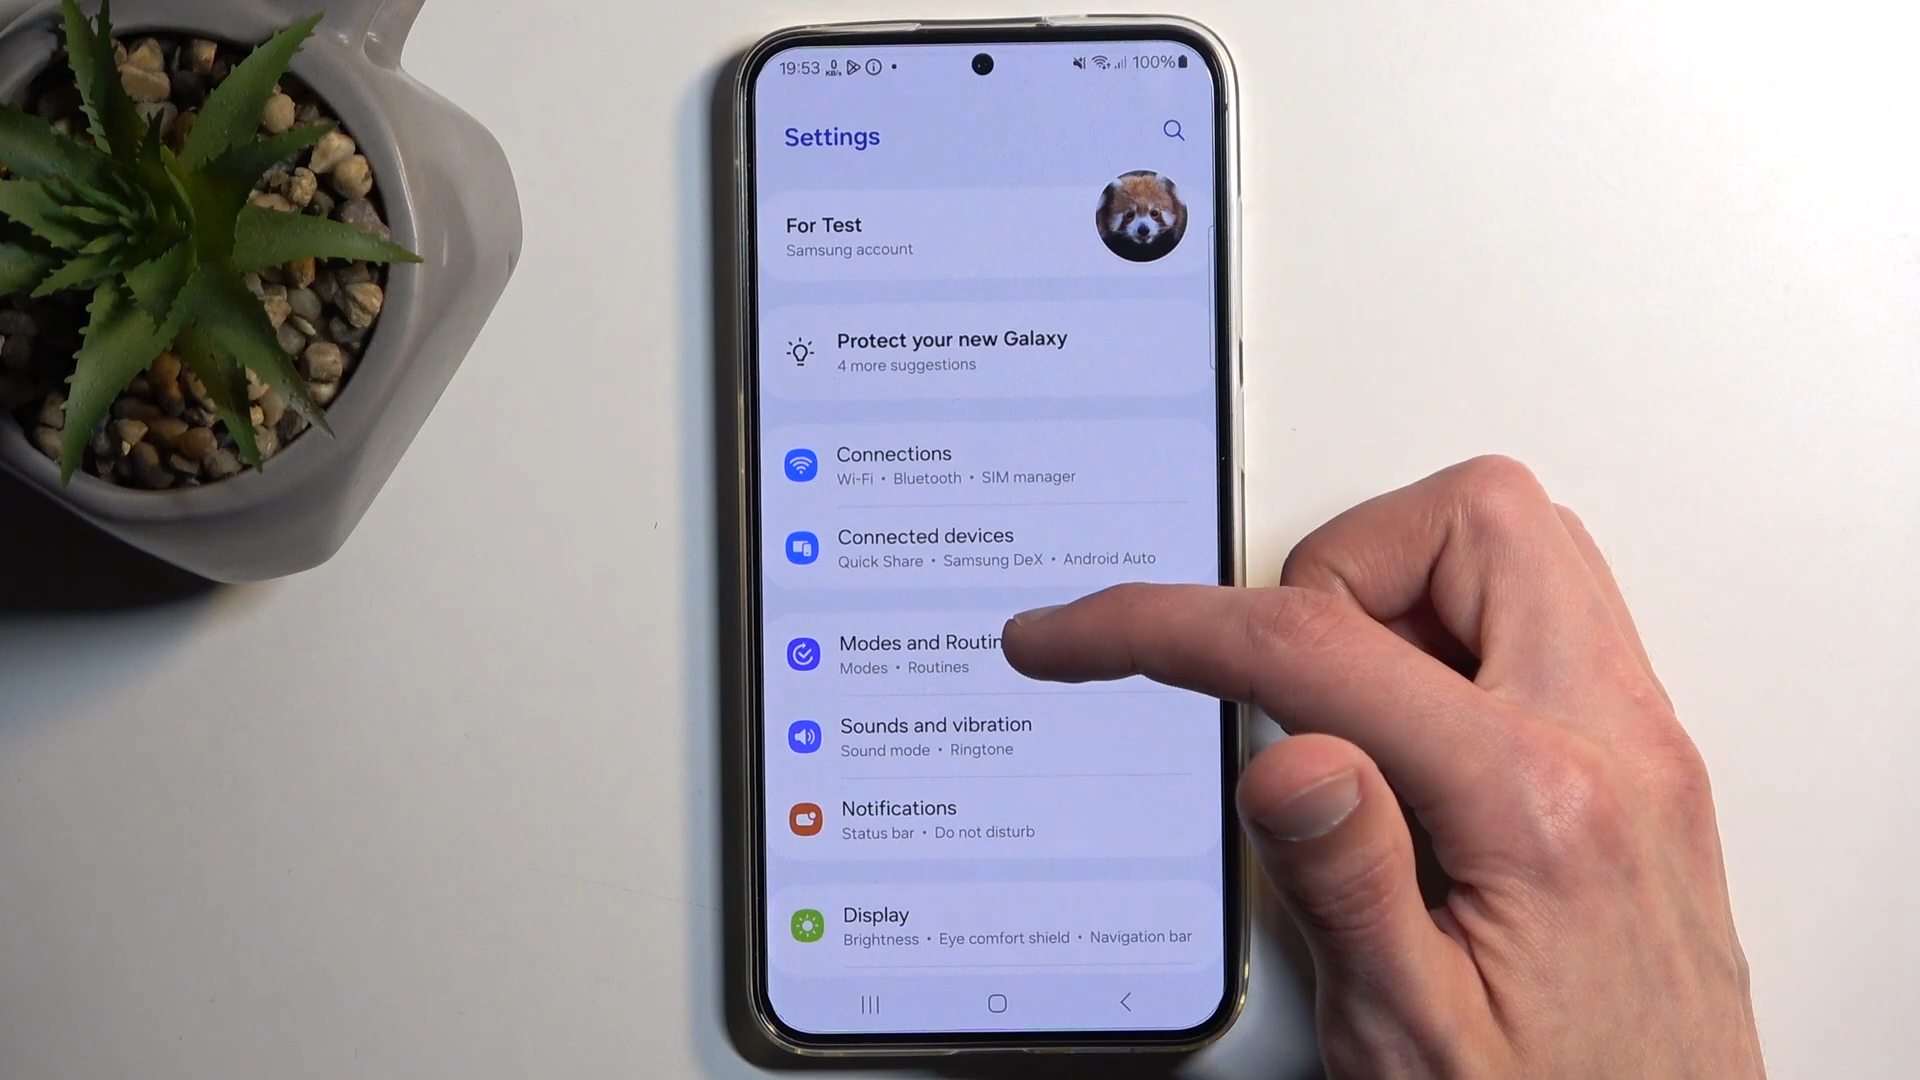 19:53
0
KB/s
100%
Settings
For Test
Samsung account
Protect your new Galaxy
4 more suggestions
Connections
Wi-Fi • Bluetooth • SIM manager
Connected devices
Quick Share • Samsung DeX • Android Auto
Modes and Routin
Modes • Routines
Sounds and vibration
Sound mode • Ringtone
Notifications
Status bar • Do not disturb
Display
Brightness • Eye comfort shield • Navigation bar